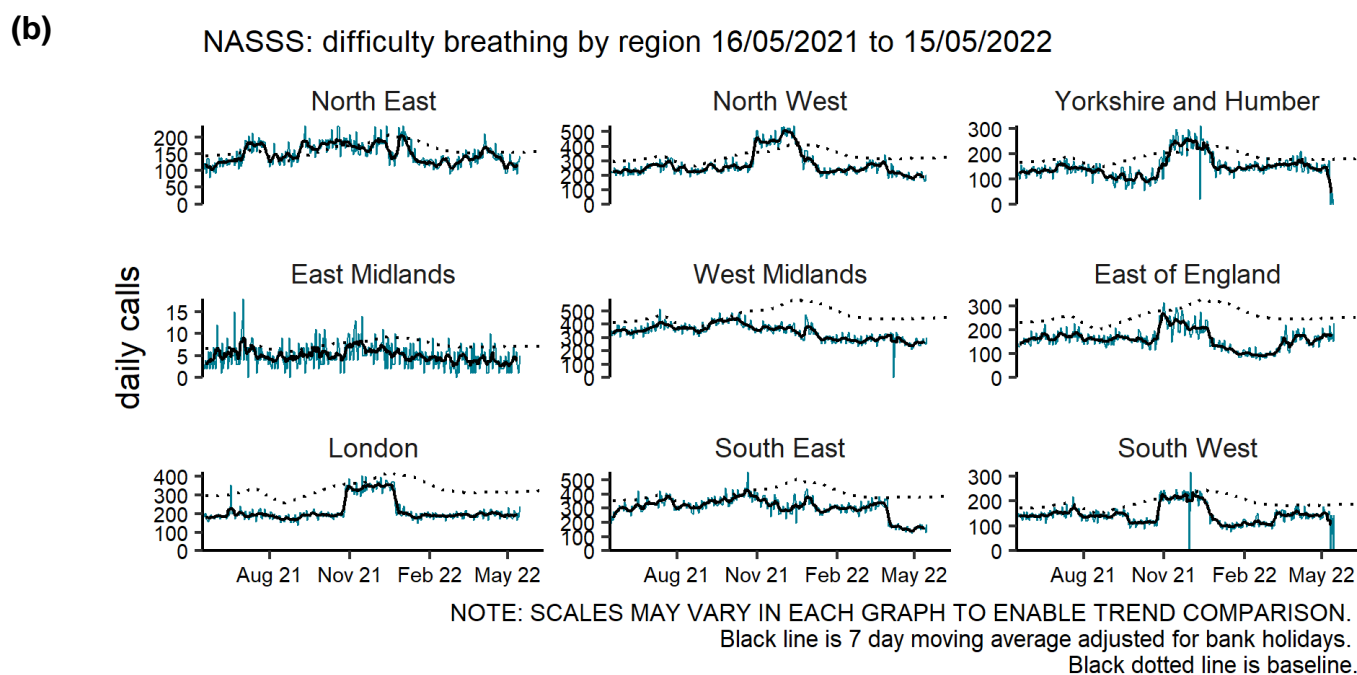 (b)
NASSS: difficulty breathing by region 16/05/2021 to 15/05/2022
daily calls
North East
200
150
100
50
0
North West
500
400
300
200
100
0
Yorkshire and Humber
300
200
100
0
East Midlands
15
10
5
0
West Midlands
500
400
300
200
100
0
East of England
300
200
100
0
London
400
300
200
100
0
Aug 21 Nov 21 Feb 22 May 22
South East
500
400
300
200
100
0
Aug 21 Nov 21 Feb 22 May 22
South West
300
200
100
0
Aug 21 Nov 21 Feb 22 May 22
NOTE: SCALES MAY VARY IN EACH GRAPH TO ENABLE TREND COMPARISON.
Black line is 7 day moving average adjusted for bank holidays.
Black dotted line is baseline.